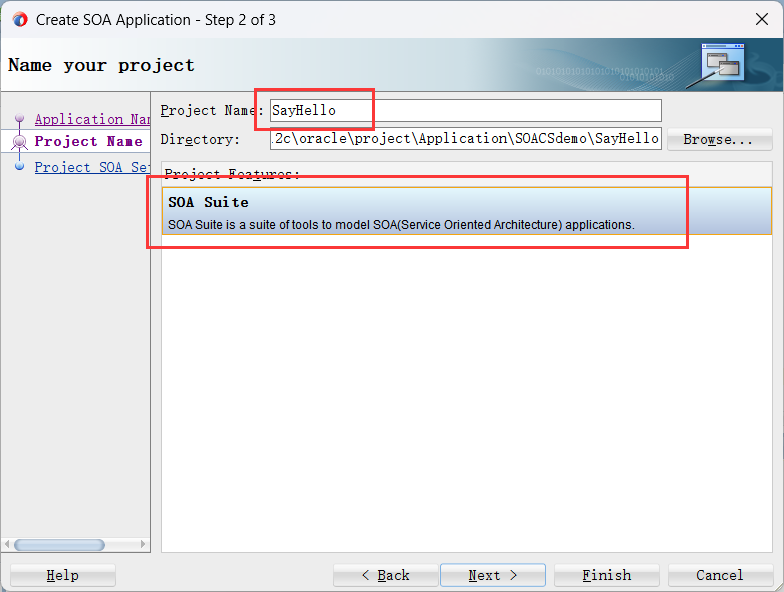 Create SOA Application - Step 2 of 3
Name your project
Application Nam
Project Name
Project SOA Set
Project Name: SayHello
Directory: .2c\oracle\project\Application\SOACSdemo\SayHello Browse...
Project Features:
SOA Suite
SOA Suite is a suite of tools to model SOA(Service Oriented Architecture) applications.
Help < Back Next > Finish Cancel